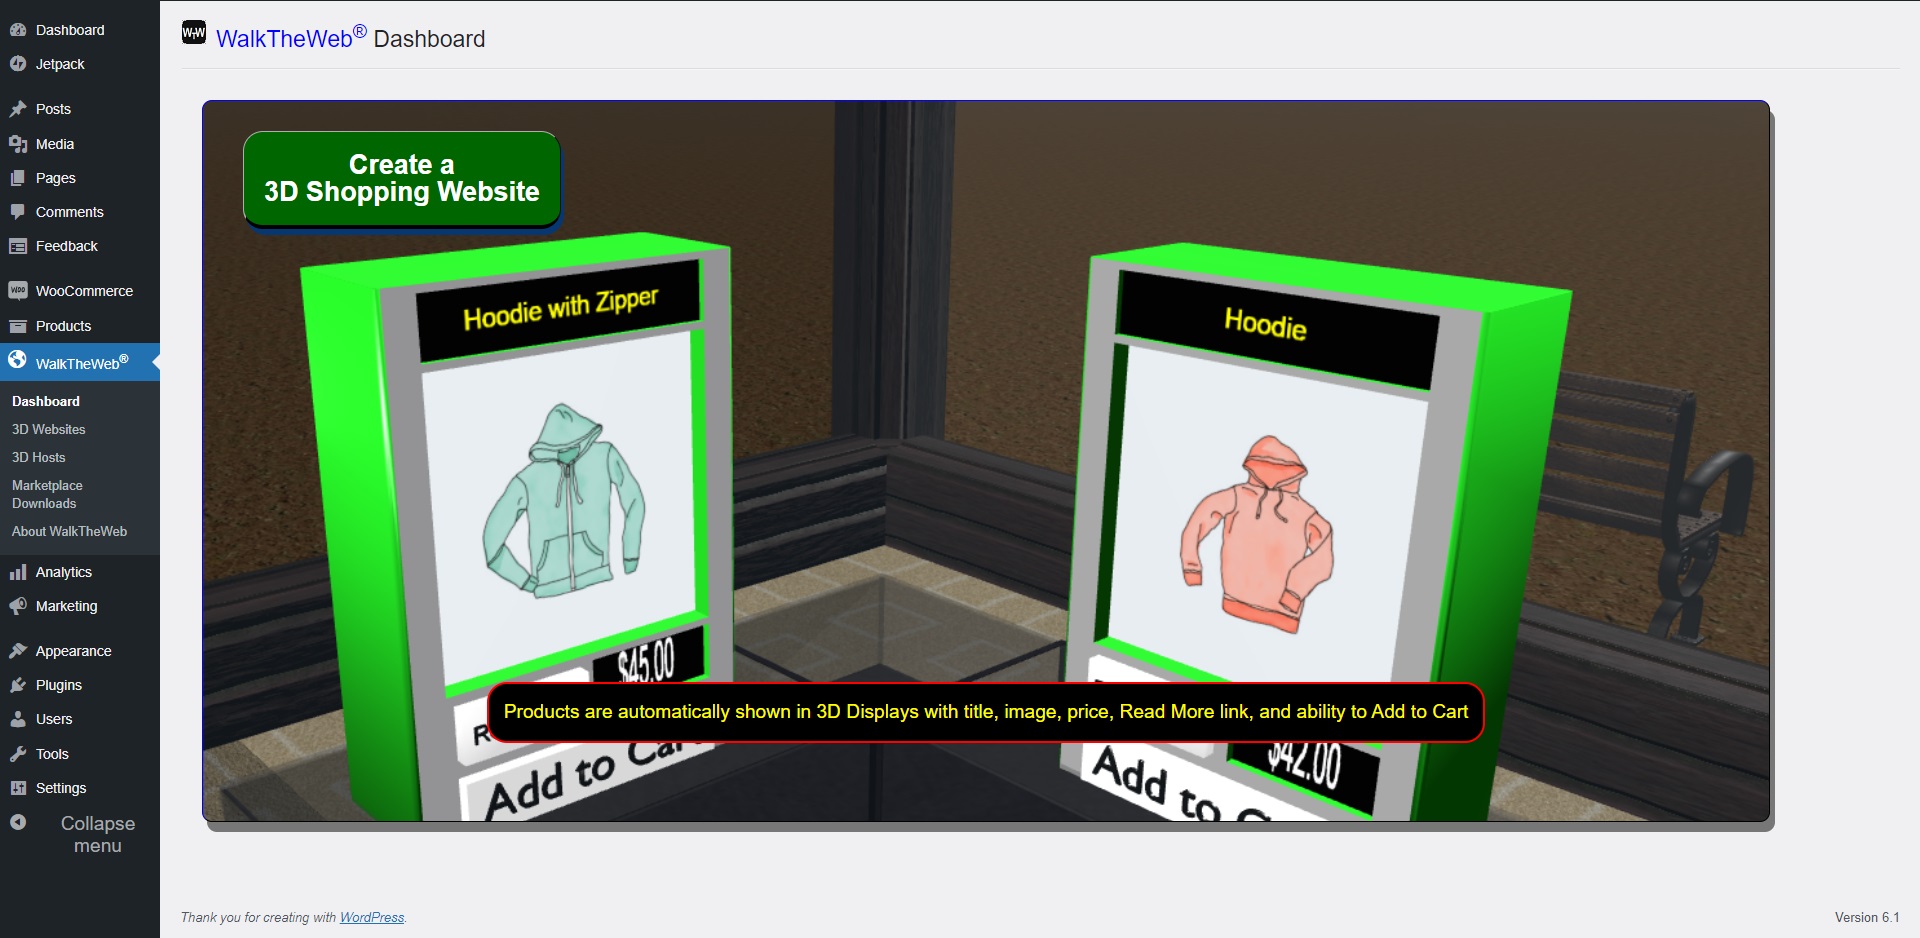 Dashboard
Jetpack
Posts
Media
Pages
Comments
Feedback
WooCommerce
Products
WalkTheWeb®
Dashboard
3D Websites
3D Hosts
Marketplace
Downloads
About WalkTheWeb
Analytics
Marketing
Appearance
Plugins
Users
Tools
Settings
Collapse
menu
WTW WalkTheWeb® Dashboard
Create a
3D Shopping Website
Hoodie with Zipper
$45.00
Add to Cart
Hoodie
$42.00
Add to
Products are automatically shown in 3D Displays with title, image, price, Read More link, and ability to Add to Cart
Thank you for creating with WordPress.
Version 6.1